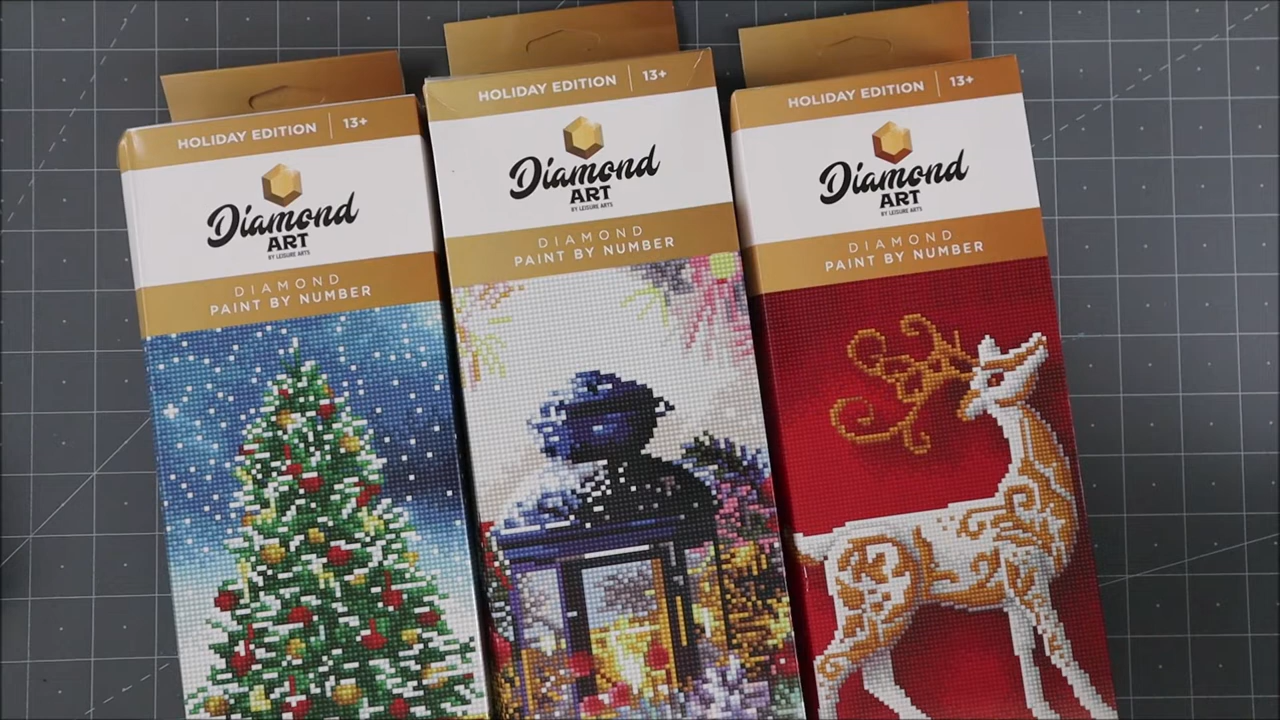 HOLIDAY EDITION | 13+
Diamond
ART
BY LEISURE ARTS
DIAMOND
PAINT BY NUMBER
HOLIDAY EDITION | 13+
Diamond
ART
BY LEISURE ARTS
DIAMOND
PAINT BY NUMBER
HOLIDAY EDITION | 13+
Diamond
ART
BY LEISURE ARTS
DIAMOND
PAINT BY NUMBER